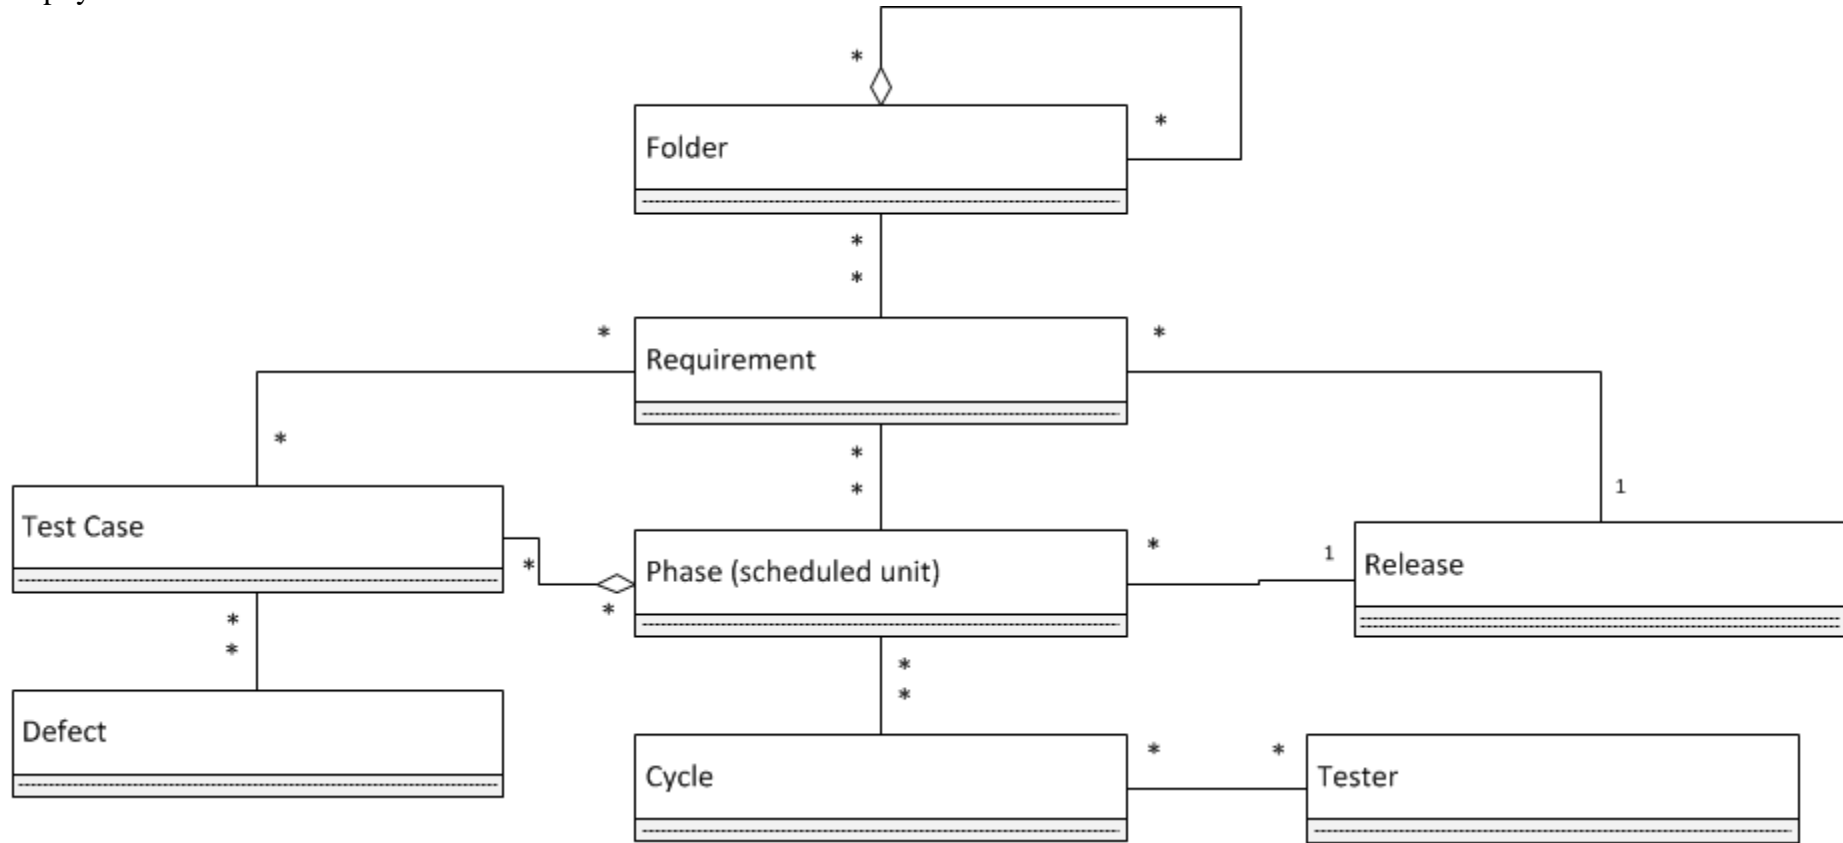 *
*
Folder
*
*
*
Requirement
*
*
*
*
1
Test Case
*
*
Phase (scheduled unit)
*
1
Release
*
*
*
*
*
Defect
Cycle
*
*
Tester